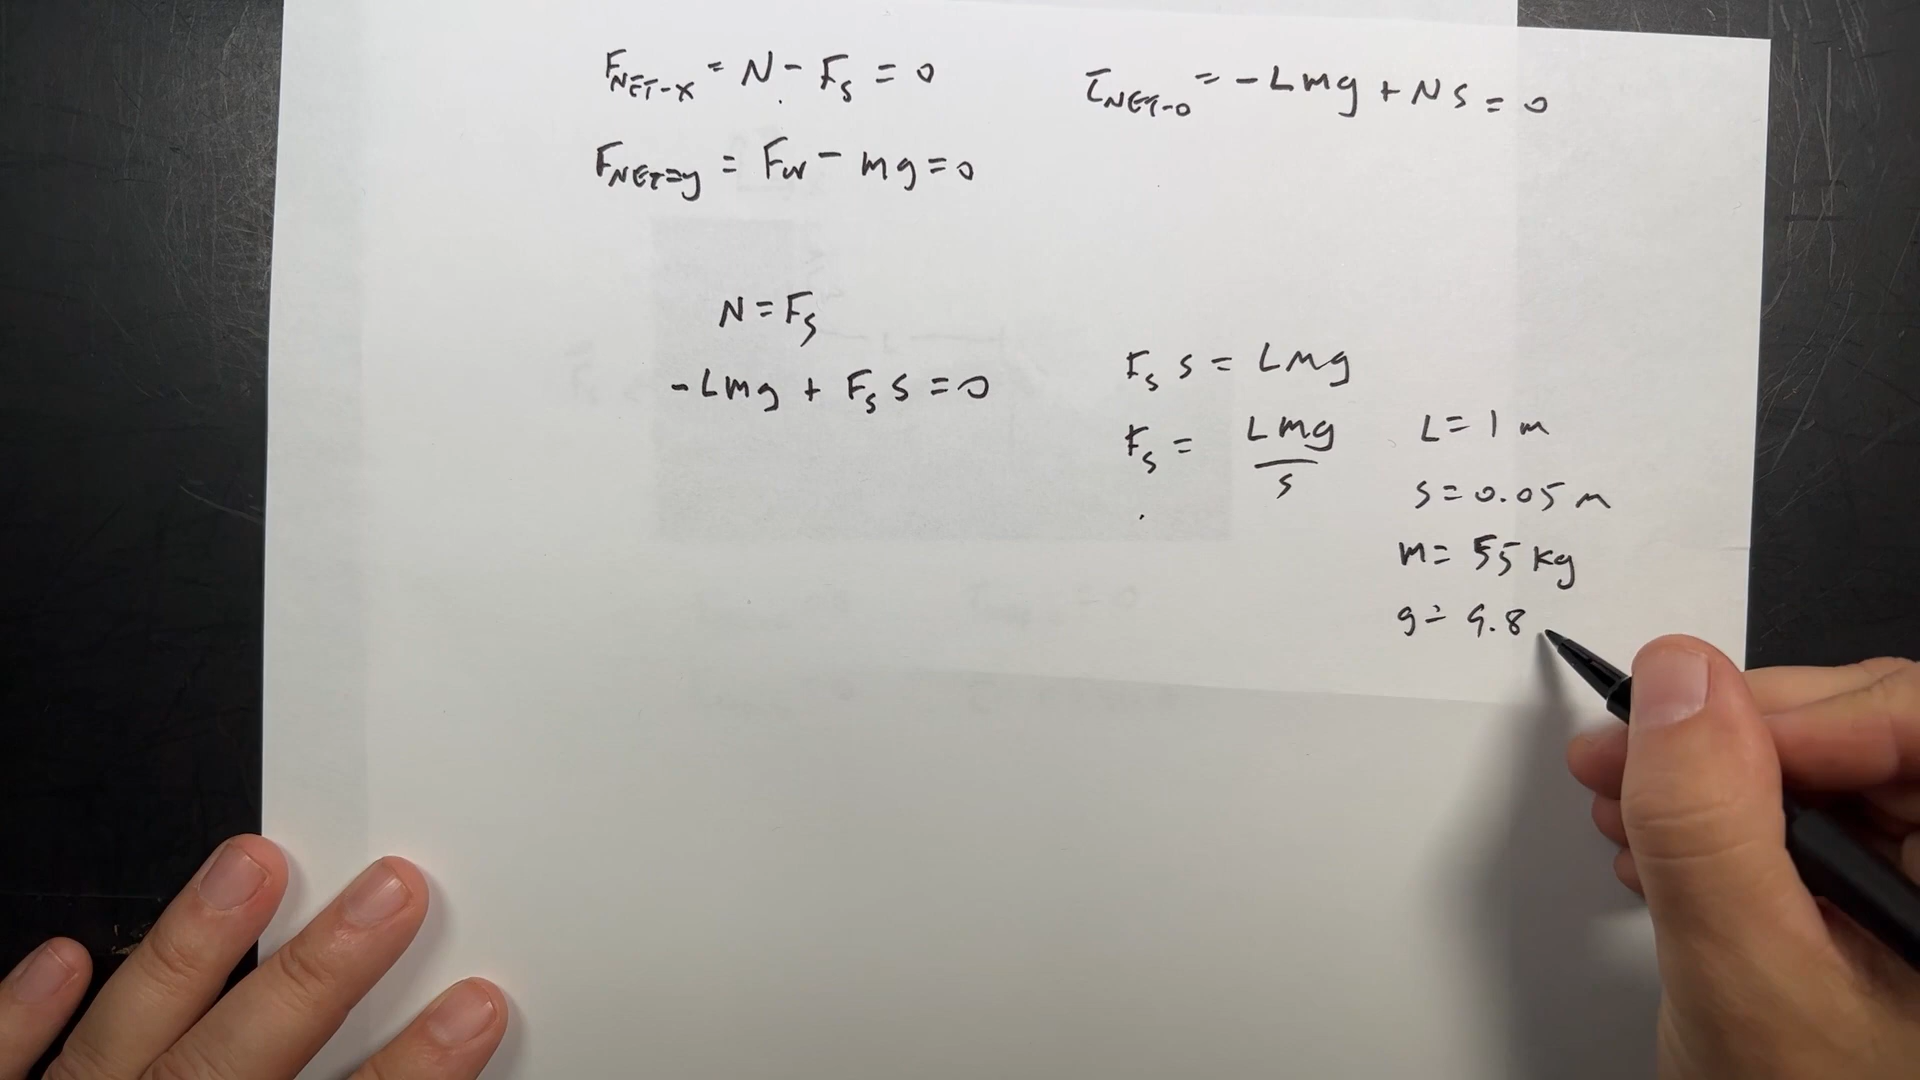 F_NET-x = N - F_s = 0
τ_NET-0 = -Lmg + NS = 0
F_NET=y = F_w - mg = 0
N = F_s
-Lmg + F_s S = 0
F_s S = Lmg
F_s = Lmg / S
L = 1 m
S = 0.05 m
m = 55 kg
g = 9.8